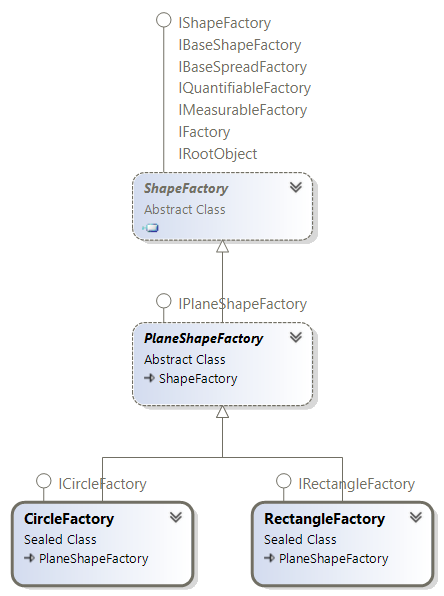 IShapeFactory
IBaseShapeFactory
IBaseSpreadFactory
IQuantifiableFactory
IMeasurableFactory
IFactory
IRootObject
ShapeFactory
Abstract Class
IPlaneShapeFactory
PlaneShapeFactory
Abstract Class
ShapeFactory
ICircleFactory
IRectangleFactory
CircleFactory
Sealed Class
PlaneShapeFactory
RectangleFactory
Sealed Class
PlaneShapeFactory